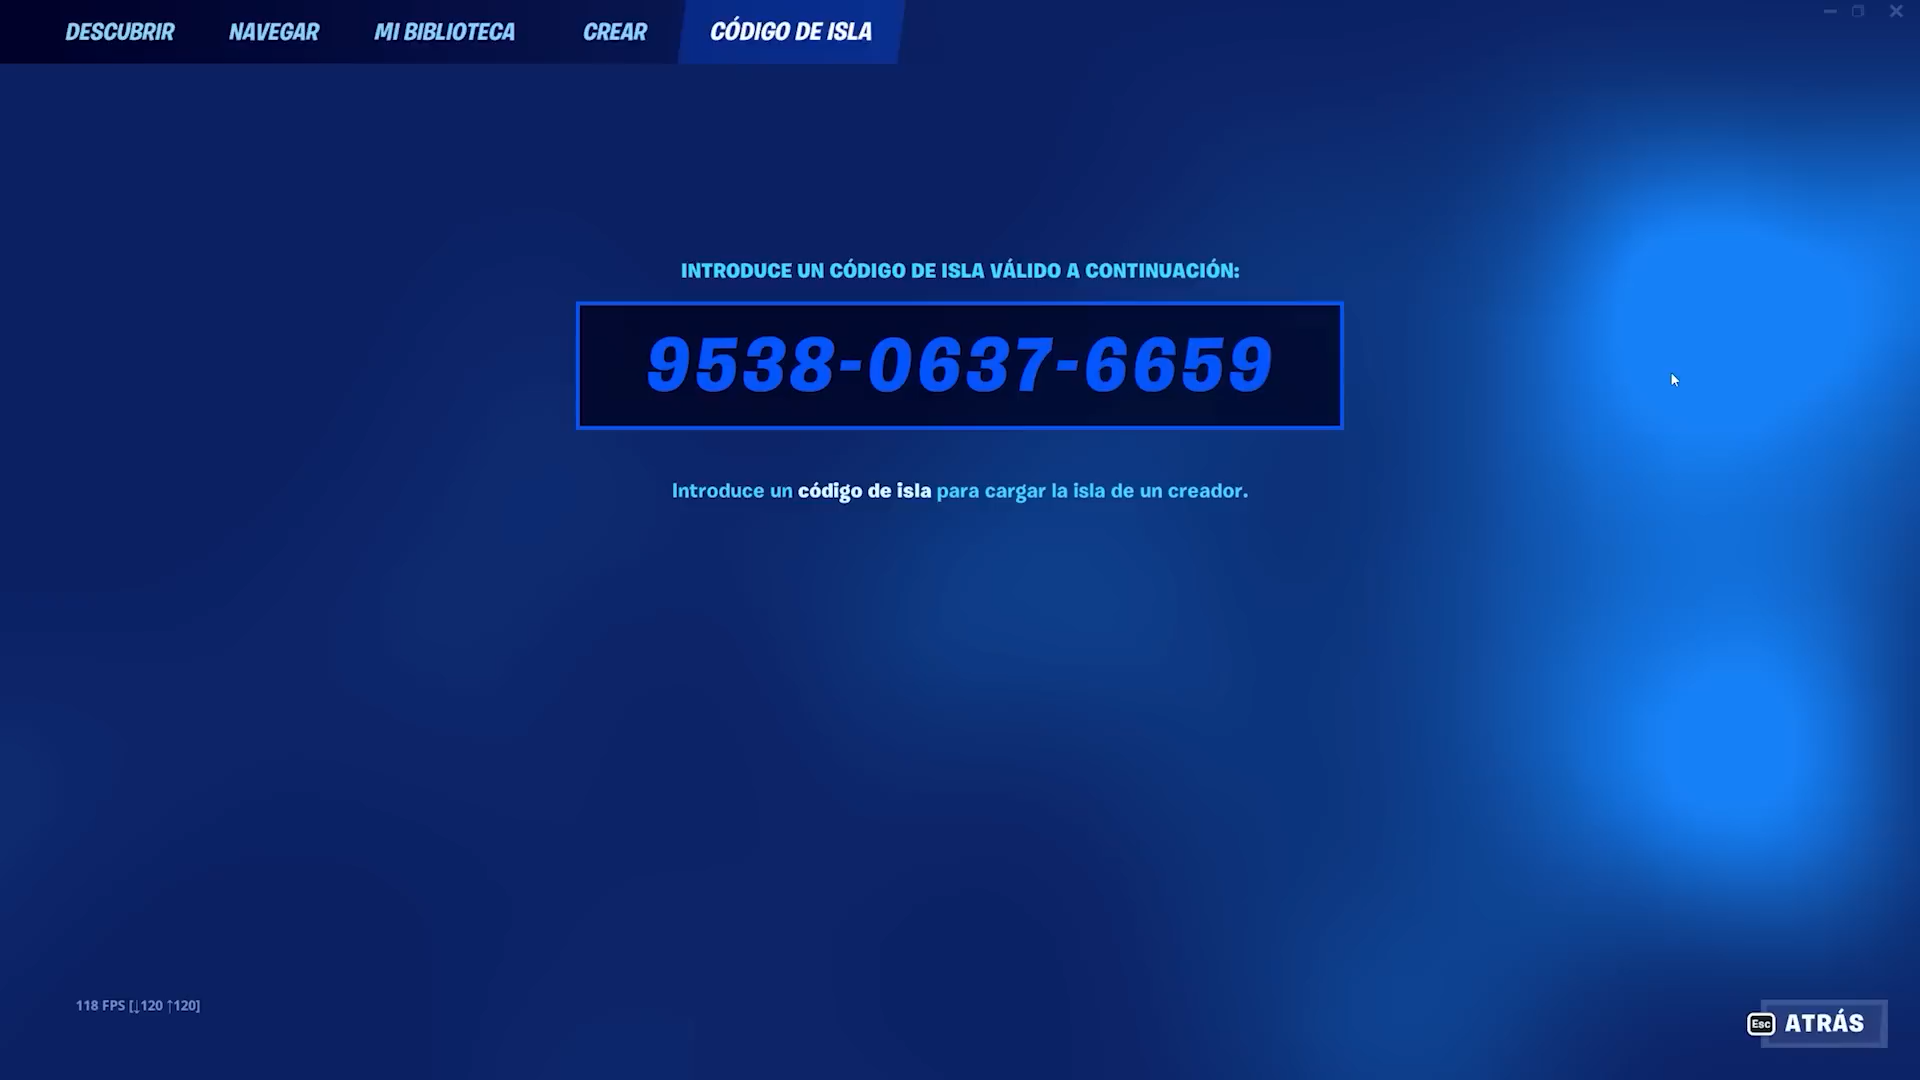 DESCUBRIR NAVEGAR MI BIBLIOTECA CREAR CÓDIGO DE ISLA
INTRODUCE UN CÓDIGO DE ISLA VÁLIDO A CONTINUACIÓN:
9538-0637-6659
Introduce un código de isla para cargar la isla de un creador.
118 FPS [↓120 ↑120]
Esc ATRÁS